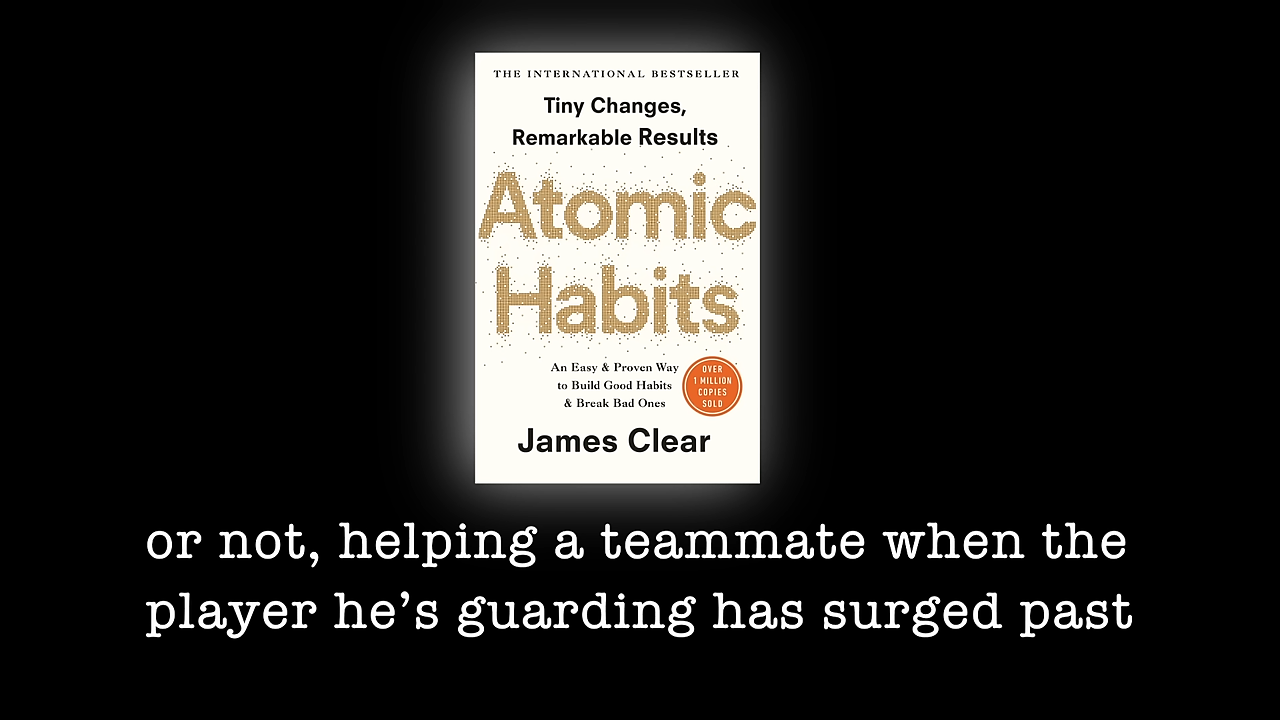 THE INTERNATIONAL BESTSELLER
Tiny Changes,
Remarkable Results
Atomic
Habits
An Easy & Proven Way
to Build Good Habits
& Break Bad Ones
OVER
1 MILLION
COPIES
SOLD
James Clear
or not, helping a teammate when the
player he’s guarding has surged past